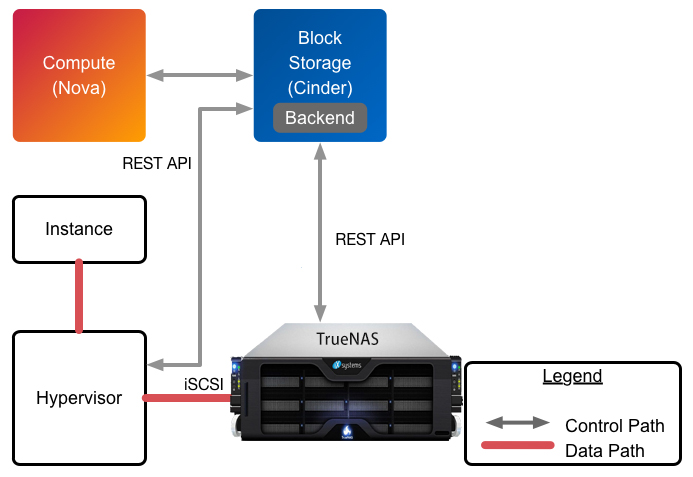 Compute
(Nova)
Block
Storage
(Cinder)
Backend
REST API
Instance
REST API
TrueNAS
systems
Hypervisor
iSCSI
Legend
Control Path
Data Path